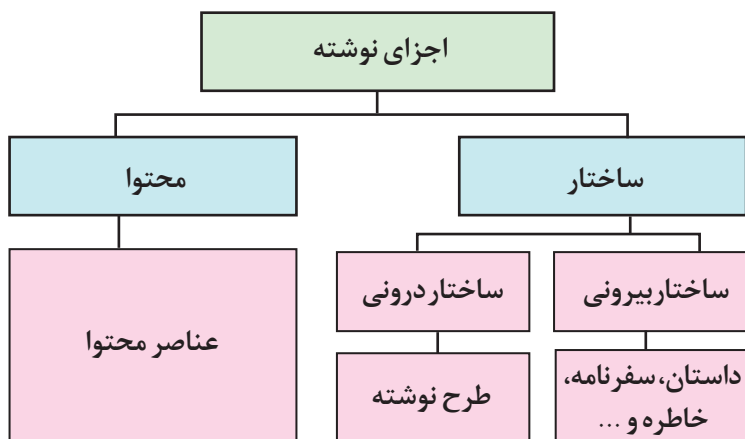 اجزای نوشته
ساختار
محتوا
ساختار بیرونی
ساختار درونی
عناصر محتوا
داستان، سفرنامه،
خاطره و ...
طرح نوشته